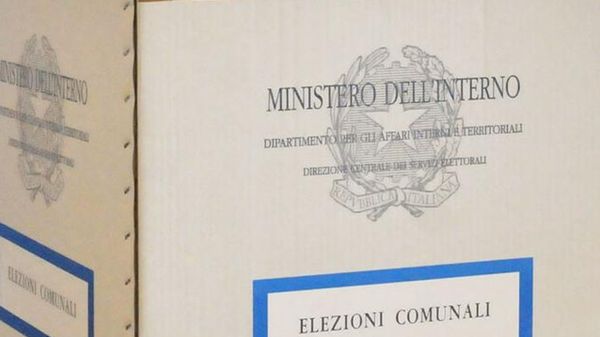 MINISTERO DELL'INTERNO
DIPARTIMENTO PER GLI AFFARI INTERNI E TERRITORIALI
DIREZIONE CENTRALE DEI SERVIZI ELETTORALI
REPVBBLICA ITALIANA
ELEZIONI COMUNALI
MINISTERO DELL'INTERNO
ELEZIONI COMUNALI